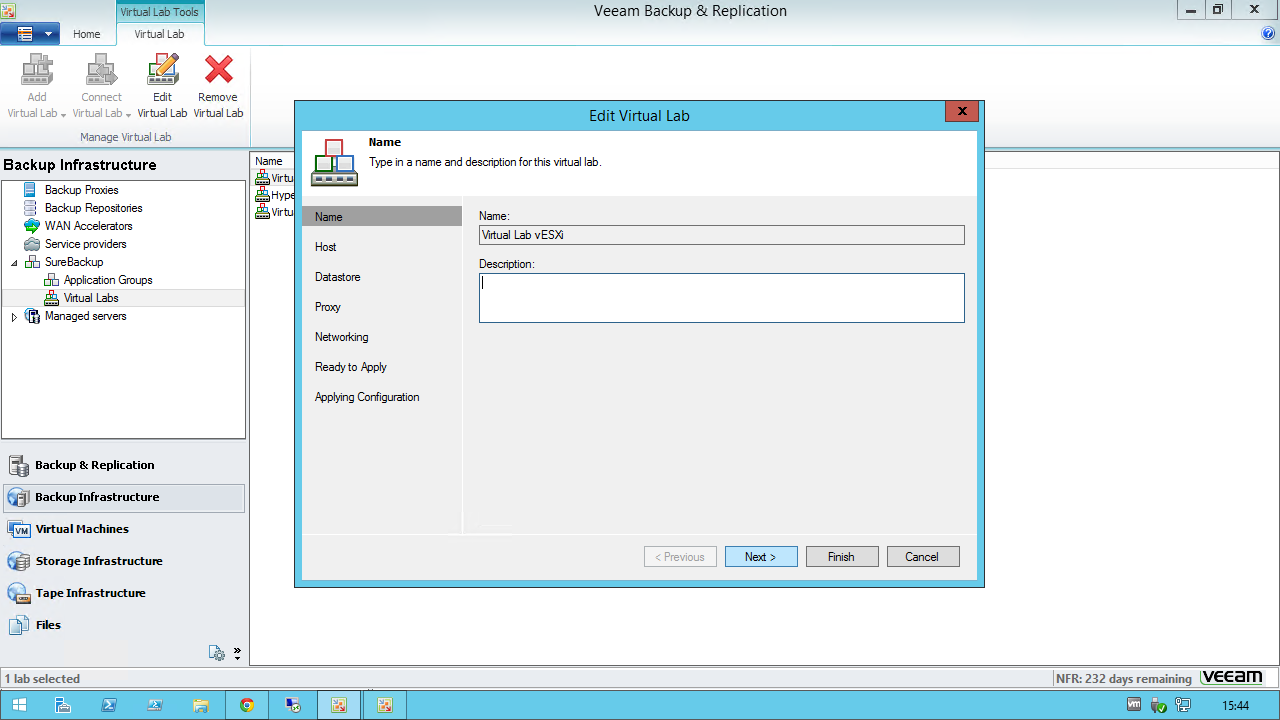 Virtual Lab Tools
Veeam Backup & Replication
Home
Virtual Lab
Add
Virtual Lab
Connect
Virtual Lab
Edit
Virtual Lab
Remove
Virtual Lab
Manage Virtual Lab
Backup Infrastructure
Backup Proxies
Backup Repositories
WAN Accelerators
Service providers
SureBackup
Application Groups
Virtual Labs
Managed servers
Backup & Replication
Backup Infrastructure
Virtual Machines
Storage Infrastructure
Tape Infrastructure
Files
Name
Virtu
Hype
Virtu
Edit Virtual Lab
X
Name
Type in a name and description for this virtual lab.
Name
Host
Datastore
Proxy
Networking
Ready to Apply
Applying Configuration
Name:
Virtual Lab vESXi
Description:
< Previous
Next >
Finish
Cancel
1 lab selected
NFR: 232 days remaining
veeam
15:44